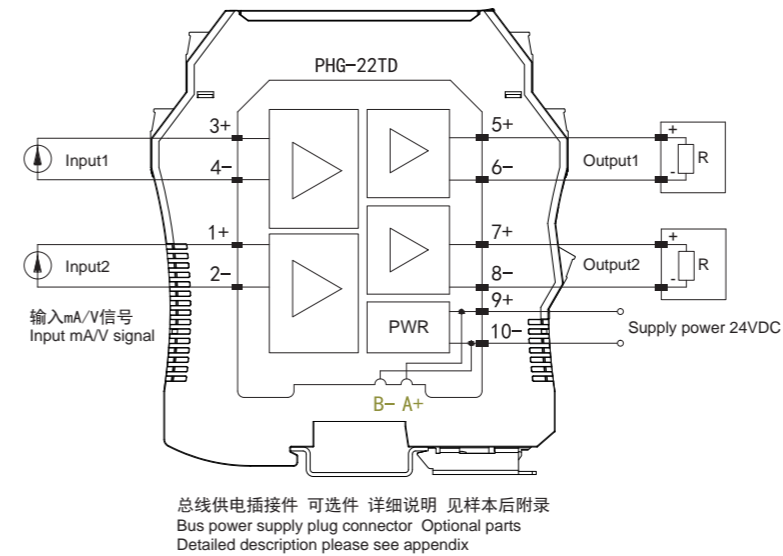 PHG-22TD
3+
5+
Input1
4-
6-
Output1
+
R
-
1+
7+
Input2
2-
8-
Output2
+
R
-
输入mA/V信号
Input mA/V signal
PWR
9+
10-
Supply power 24VDC
B- A+
总线供电插接件 可选件 详细说明 见样本后附录
Bus power supply plug connector Optional parts
Detailed description please see appendix